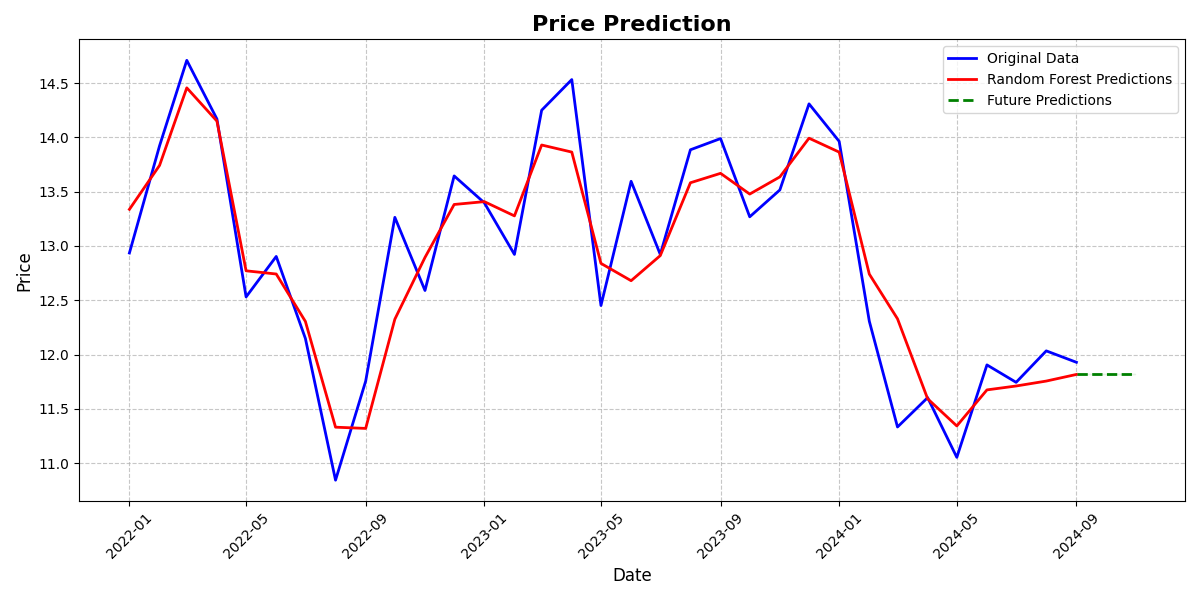 Price Prediction
Original Data
Random Forest Predictions
Future Predictions
Price
14.5
14.0
13.5
13.0
12.5
12.0
11.5
11.0
2022-01
2022-05
2022-09
2023-01
2023-05
2023-09
2024-01
2024-05
2024-09
Date